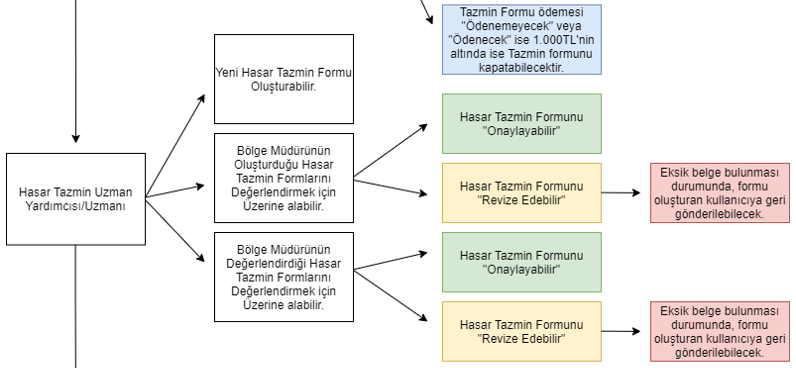 Tazmin Formu ödemesi
"Ödenemeyecek" veya
"Ödenecek" ise 1.000TL'nin
altında ise Tazmin formunu
kapatabilecektir.
Yeni Hasar Tazmin Formu
Oluşturabilir.
Hasar Tazmin Uzman
Yardımcısı/Uzmanı
Bölge Müdürünün
Oluşturduğu Hasar
Tazmin Formlarını
Değerlendirmek için
Üzerine alabilir.
Hasar Tazmin Formunu
"Onaylayabilir"
Hasar Tazmin Formunu
"Revize Edebilir"
Eksik belge bulunması
durumunda, formu
oluşturan kullanıcıya geri
gönderilebilecek.
Bölge Müdürünün
Değerlendirdiği Hasar
Tazmin Formlarını
Değerlendirmek için
Üzerine alabilir.
Hasar Tazmin Formunu
"Onaylayabilir"
Hasar Tazmin Formunu
"Revize Edebilir"
Eksik belge bulunması
durumunda, formu
oluşturan kullanıcıya geri
gönderilebilecek.